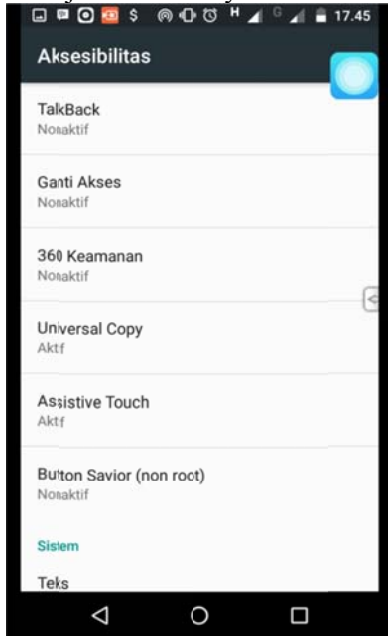 H
G
17.45
Aksesibilitas
TalkBack
Nonaktif
Ganti Akses
Nonaktif
360 Keamanan
Nonaktif
Universal Copy
Aktif
Assistive Touch
Aktif
Button Savior (non root)
Nonaktif
Sistem
Teks